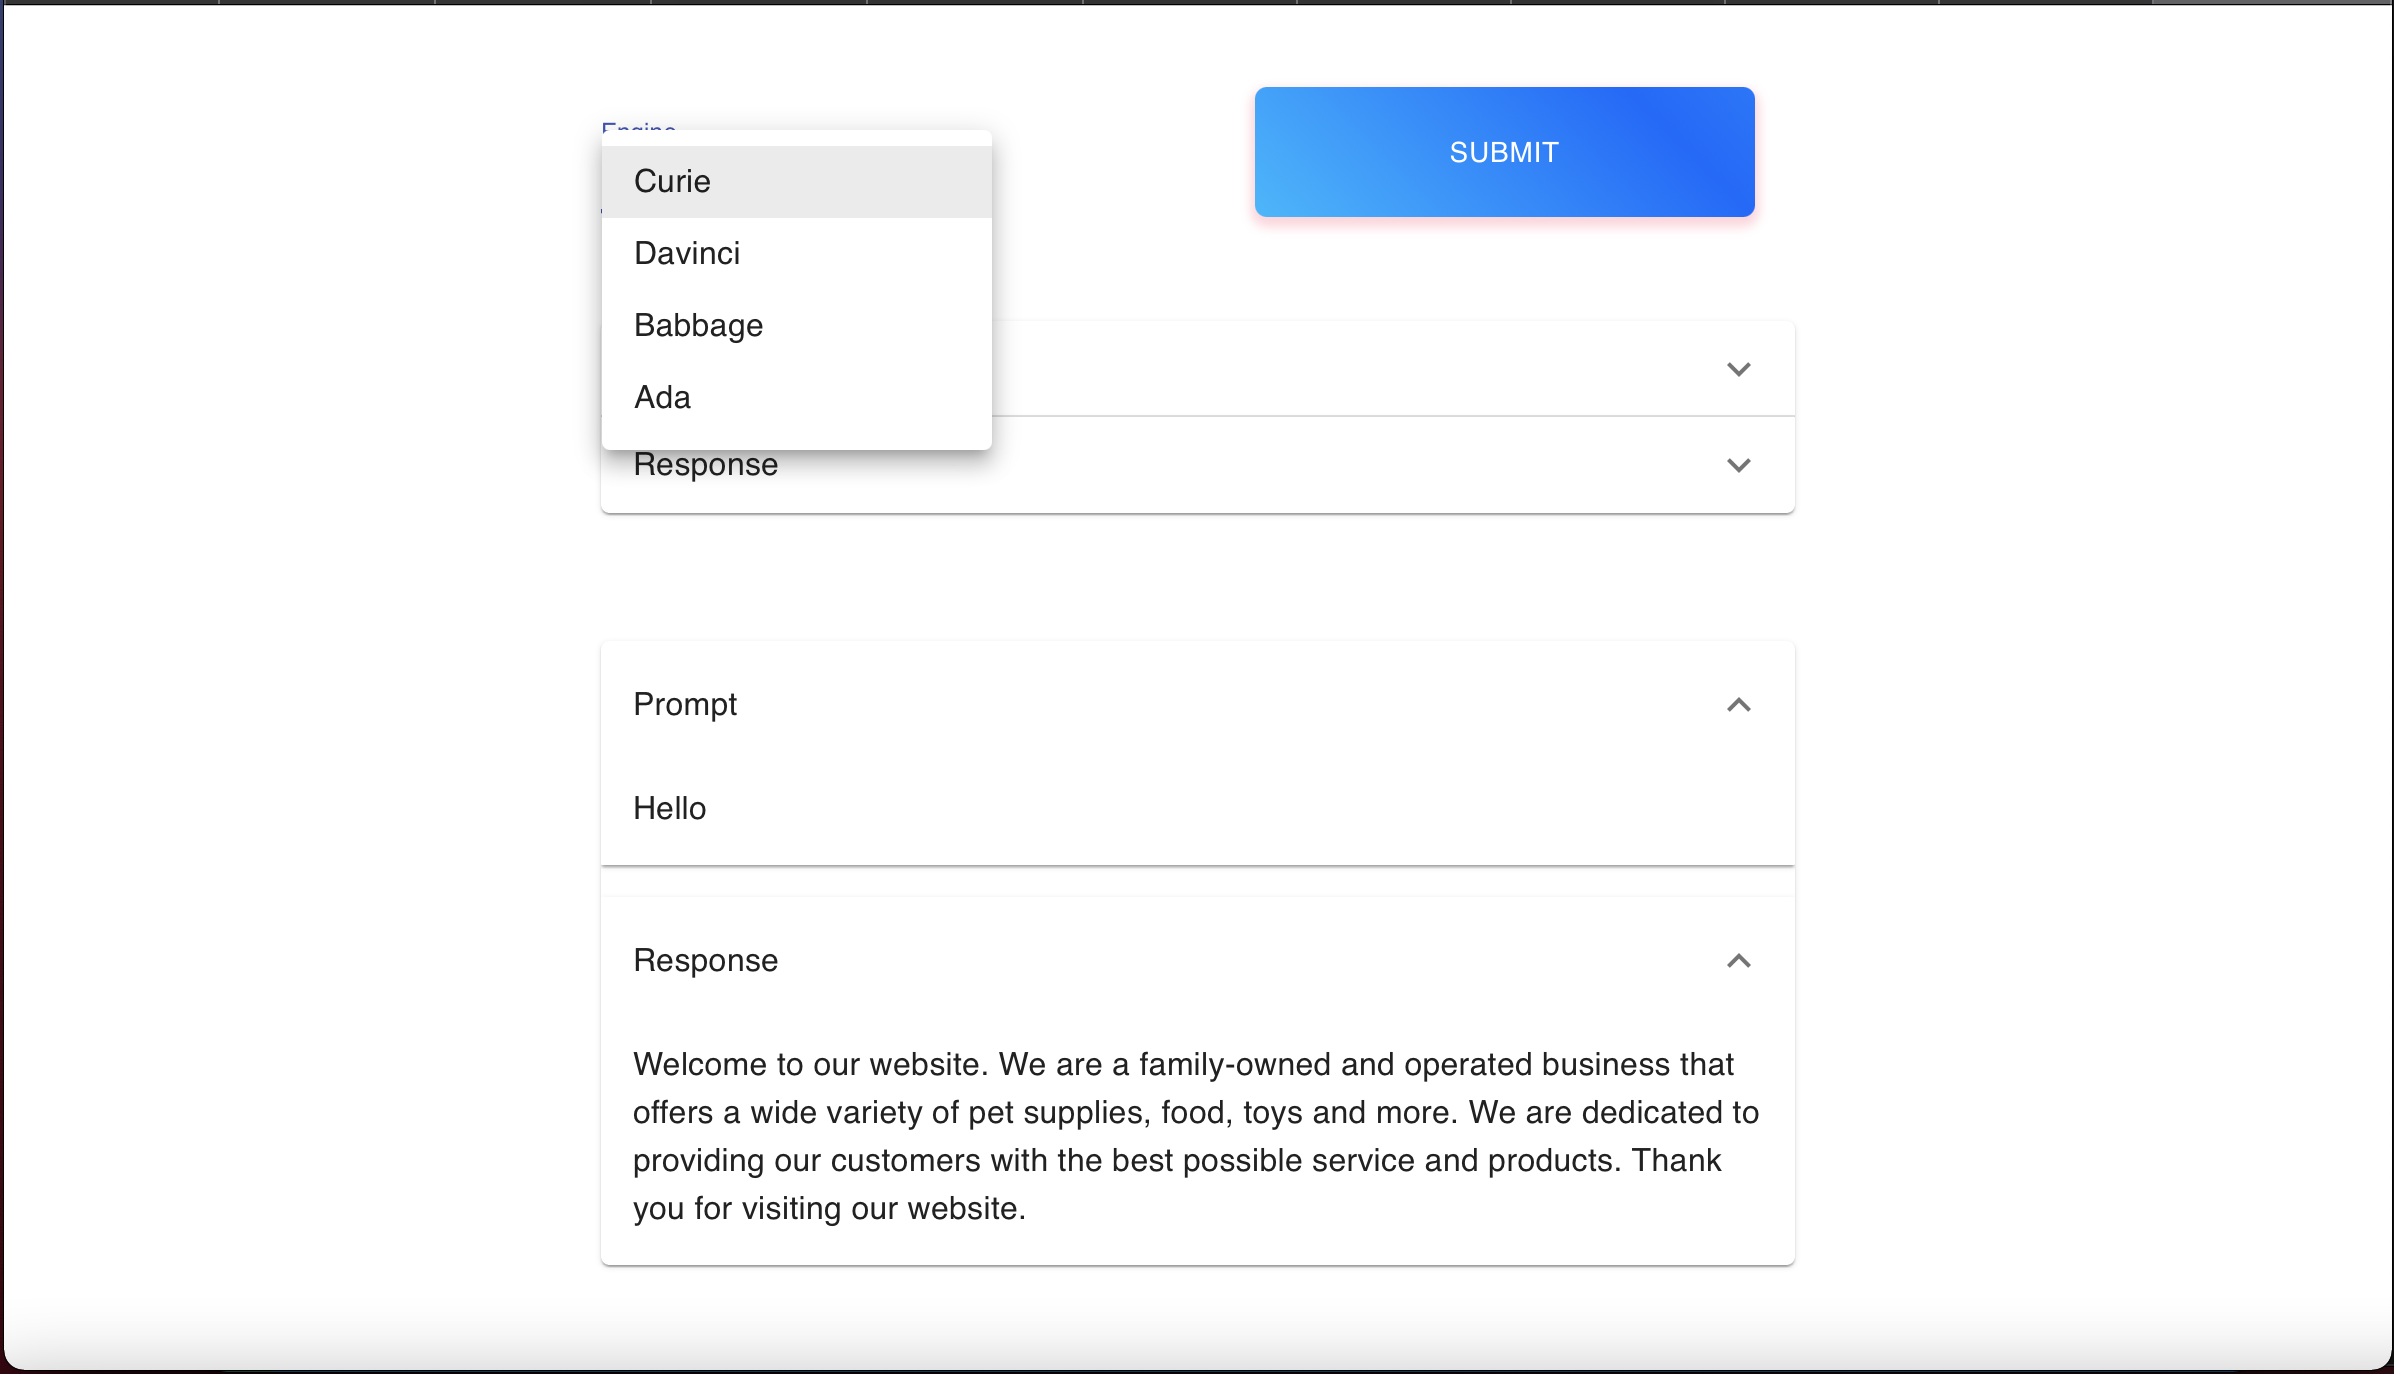 Engine
SUBMIT
Curie
Davinci
Babbage
Ada
Response
Prompt
Hello
Response
Welcome to our website. We are a family-owned and operated business that
offers a wide variety of pet supplies, food, toys and more. We are dedicated to
providing our customers with the best possible service and products. Thank
you for visiting our website.